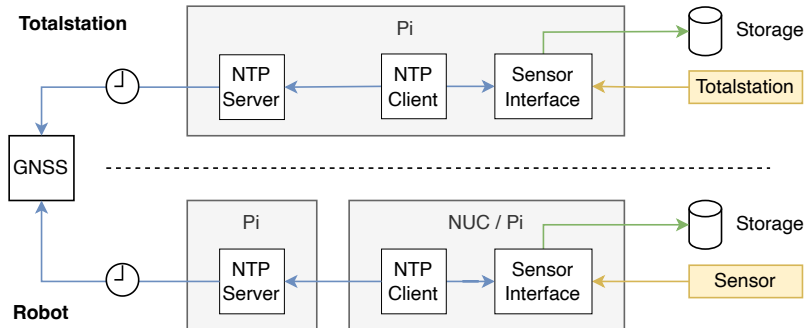 Totalstation
Pi
Storage
NTP
Server
NTP
Client
Sensor
Interface
Totalstation
GNSS
Pi
NUC / Pi
Storage
NTP
Server
NTP
Client
Sensor
Interface
Sensor
Robot